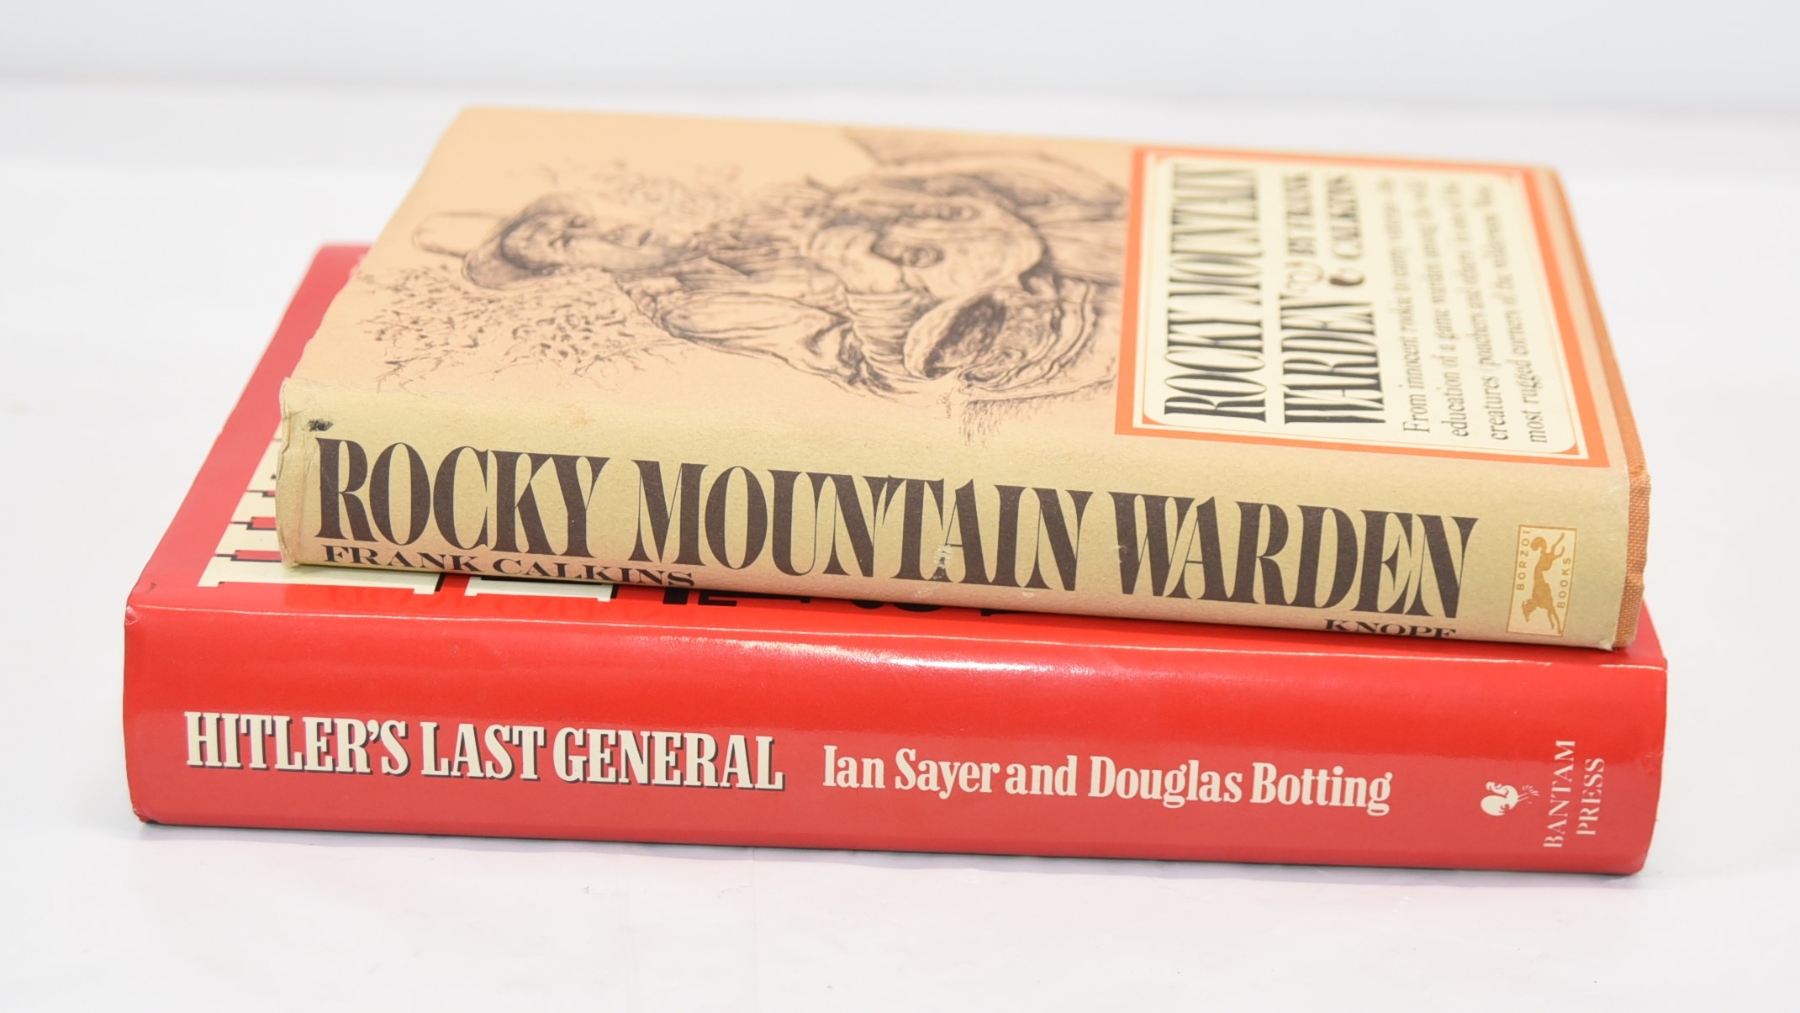 ROCKY MOUNTAIN
WARDEN BY FRANK
CALKINS
From innocent rookie to canny veteran—the
education of a game warden among the wild
creatures, poachers and others in one of the
most rugged corners of the wilderness West
ROCKY MOUNTAIN WARDEN
FRANK CALKINS
KNOPF
BORZOI
BOOKS
HITLER'S LAST GENERAL Ian Sayer and Douglas Botting
BANTAM
PRESS